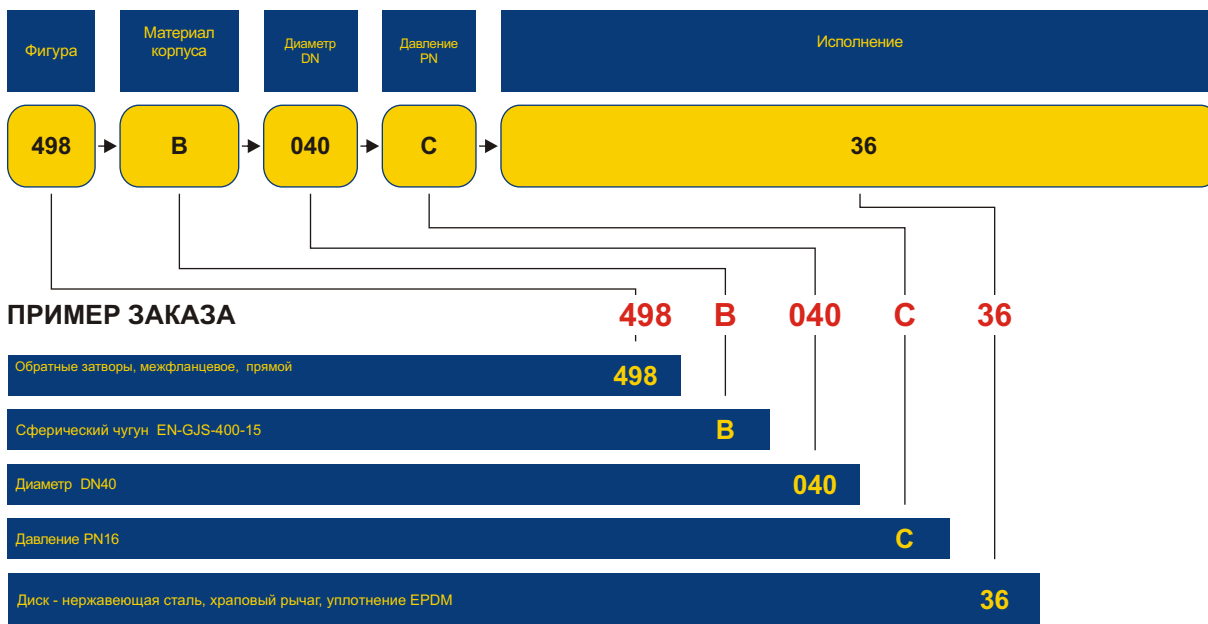 Фигура
Материал
корпуса
Диаметр
DN
Давление
PN
Исполнение
498
B
040
C
36
ПРИМЕР ЗАКАЗА
498 B 040 C 36
Обратные затворы, межфланцевое, прямой 498
Сферический чугун EN-GJS-400-15 B
Диаметр DN40 040
Давление PN16 C
Диск - нержавеющая сталь, храповый рычаг, уплотнение EPDM 36